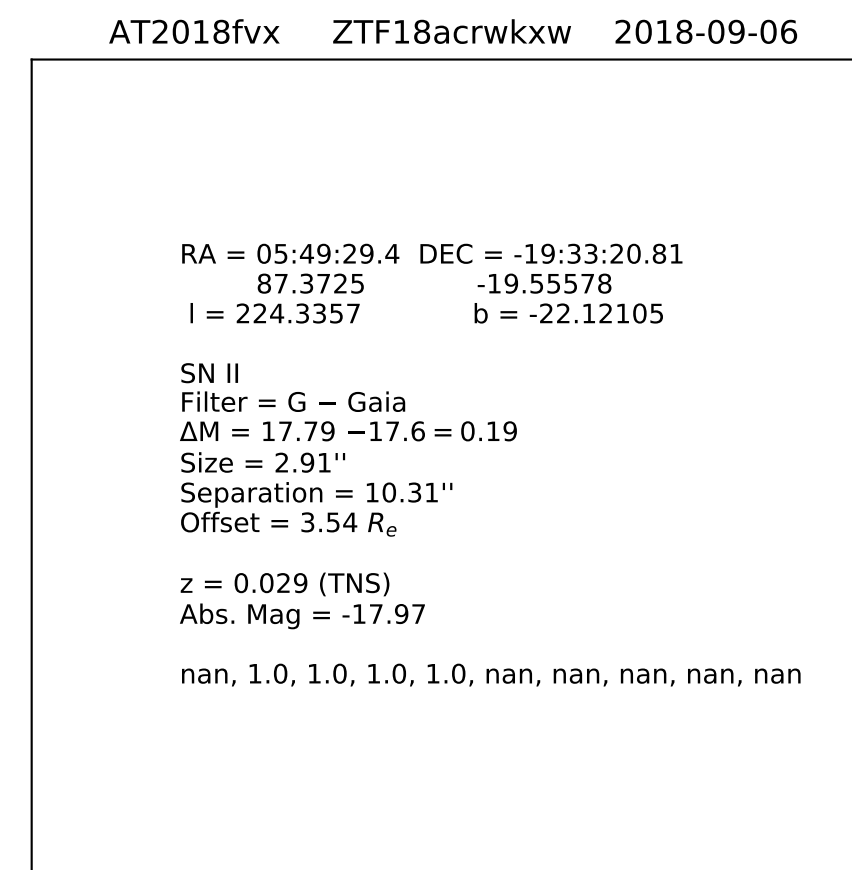 AT2018fvx ZTF18acrwkxw 2018-09-06
RA = 05:49:29.4 DEC = -19:33:20.81
87.3725 -19.55578
l = 224.3357 b = -22.12105
SN II
Filter = G − Gaia
ΔM = 17.79 −17.6 = 0.19
Size = 2.91''
Separation = 10.31''
Offset = 3.54 Rₑ
z = 0.029 (TNS)
Abs. Mag = -17.97
nan, 1.0, 1.0, 1.0, 1.0, nan, nan, nan, nan, nan